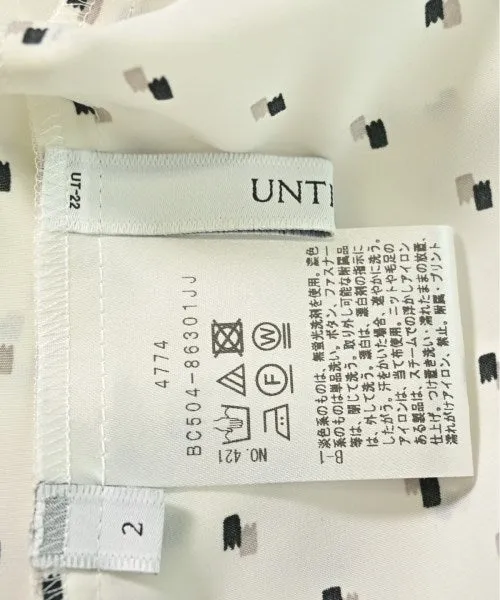 UT-22
UNTI
4774
BC504-86301JJ
NO. 421
W
F
淡色系のものは、無蛍光洗剤を使用。濃色
系のものは単品洗い。ボタン、ファスナー
等は、閉じて洗う。取り外し可能な附属品
は、外して洗う。漂白は、漂白剤の指示に
したがう。汗をかいた場合、速やかに洗う。
アイロンは、当て布使用。ニットや毛足の
ある製品は、スチームでの浮かしアイロン
仕上げ。つけ置き洗い・濡れたままの放置、
濡れがけアイロン、禁止。附属・プリント
2